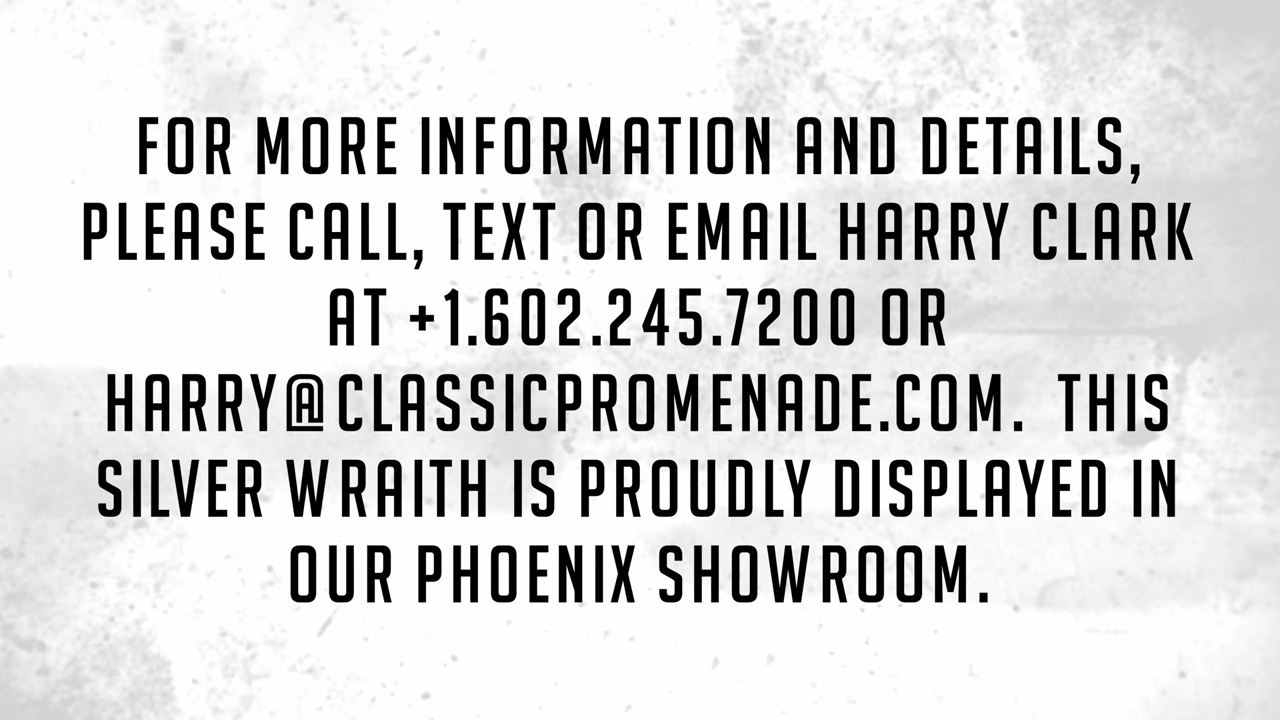 FOR MORE INFORMATION AND DETAILS,
PLEASE CALL, TEXT OR EMAIL HARRY CLARK
AT +1.602.245.7200 OR
HARRY@CLASSICPROMENADE.COM.  THIS
SILVER WRAITH IS PROUDLY DISPLAYED IN
OUR PHOENIX SHOWROOM.